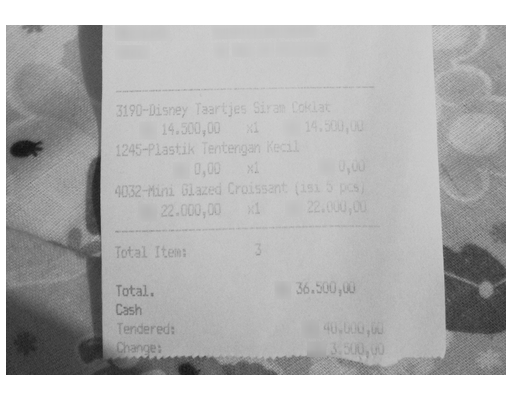 3190-Disney Taartjes Siram Coklat
14.500,00 x1 14.500,00
1245-Plastik Tentengan Kecil
0,00 x1 0,00
4032-Mini Glazed Croissant (isi 5 pcs)
22.000,00 x1 22.000,00
Total Item: 3
Total. 36.500,00
Cash
Tendered: 40.000,00
Change: 3.500,00